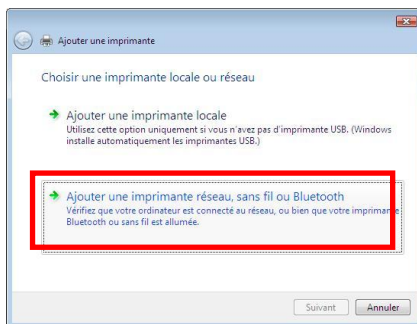 Ajouter une imprimante
Choisir une imprimante locale ou réseau
Ajouter une imprimante locale
Utilisez cette option uniquement si vous n'avez pas d'imprimante USB. (Windows
installe automatiquement les imprimantes USB.)
Ajouter une imprimante réseau, sans fil ou Bluetooth
Vérifiez que votre ordinateur est connecté au réseau, ou bien que votre imprimante
Bluetooth ou sans fil est allumée.
Suivant Annuler